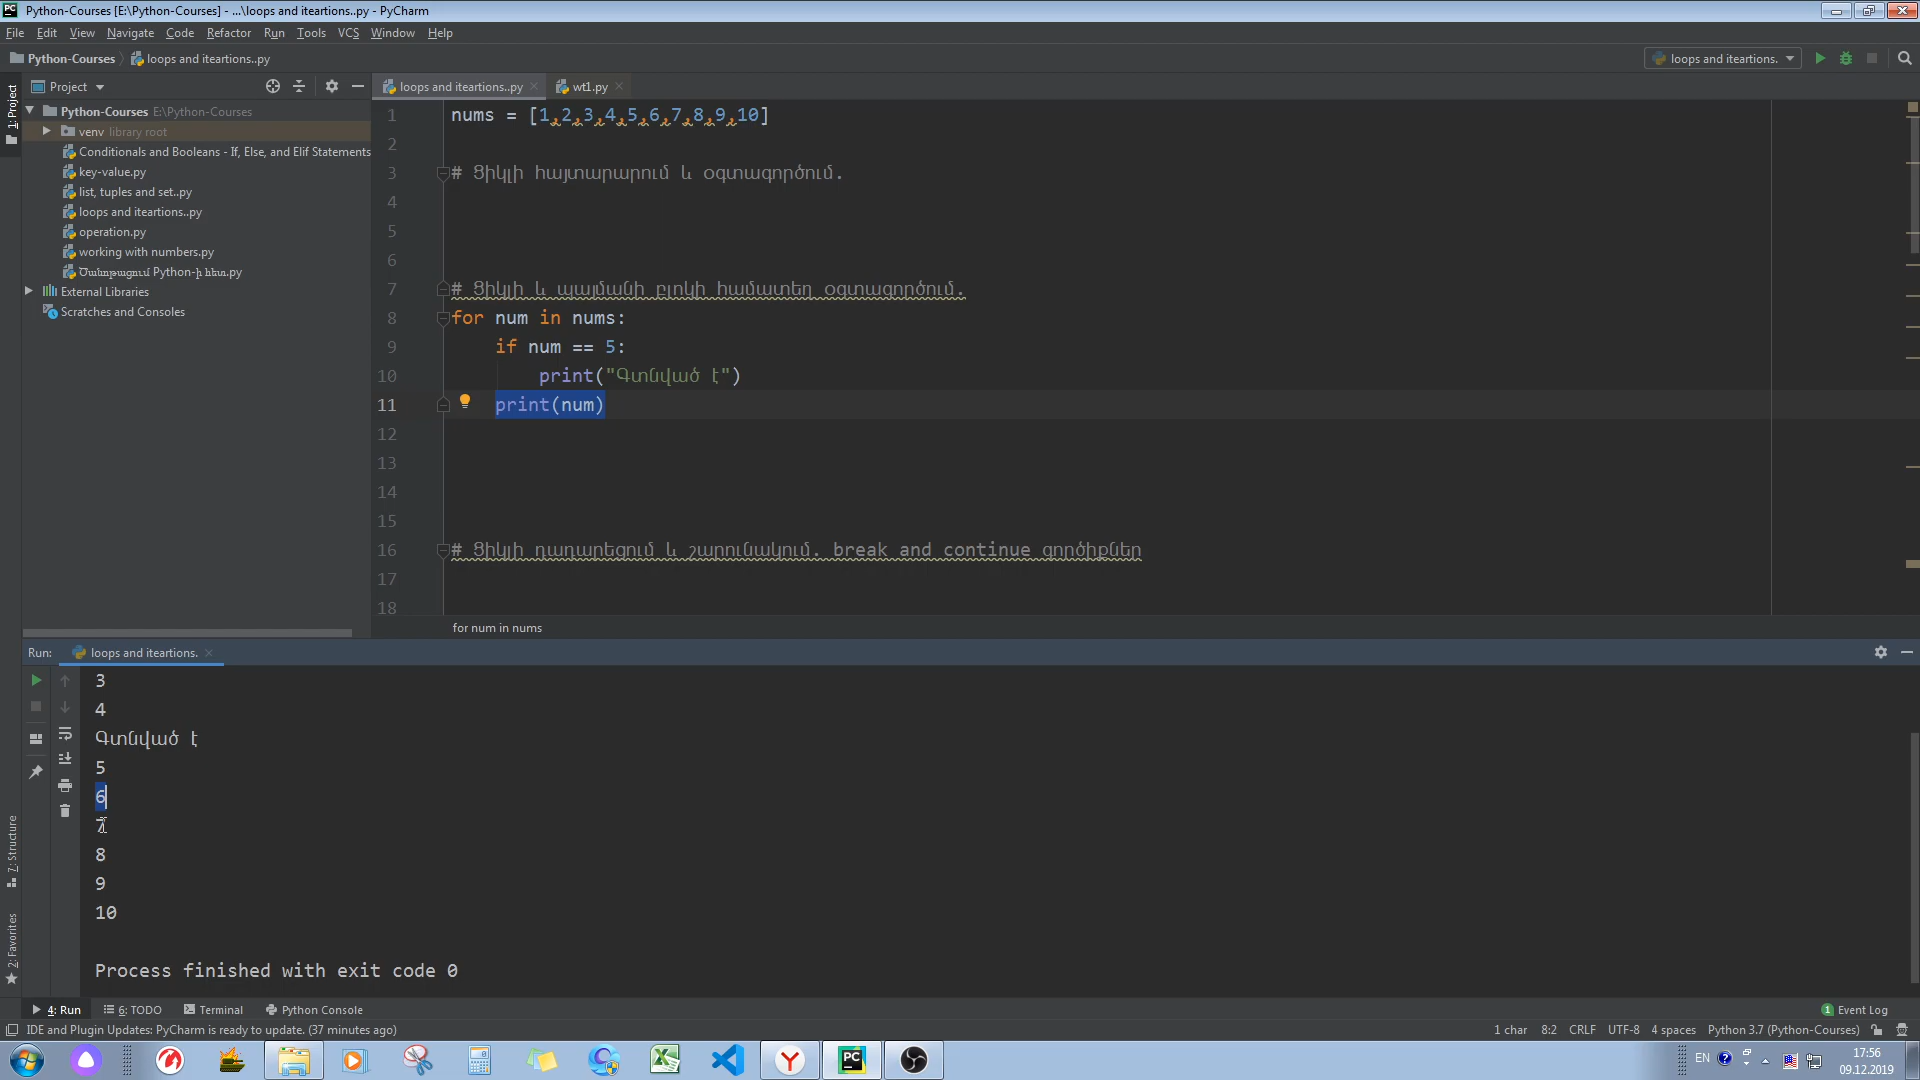 Python-Courses [E:\Python-Courses] - ...\loops and iteartions..py - PyCharm
File Edit View Navigate Code Refactor Run Tools VCS Window Help
Python-Courses loops and iteartions..py
loops and iteartions.
1: Project
Project
Python-Courses E:\Python-Courses
venv library root
Conditionals and Booleans - If, Else, and Elif Statements
key-value.py
list, tuples and set..py
loops and iteartions..py
operation.py
working with numbers.py
Ծանոթացում Python-ի հետ.py
External Libraries
Scratches and Consoles
loops and iteartions..py wt1.py
1 nums = [1,2,3,4,5,6,7,8,9,10]
2
3 # Ցիկլի հայտարարում և օգտագործում.
4
5
6
7 # Ցիկլի և պայմանի բլոկի համատեղ օգտագործում.
8 for num in nums:
9 if num == 5:
10 print("Գտնված է")
11 print(num)
12
13
14
15
16 # Ցիկլի դադարեցում և շարունակում. break and continue գործիքներ
17
18
for num in nums
Run: loops and iteartions.
3
4
Գտնված է
5
6
7
8
9
10
Process finished with exit code 0
7: Structure
2: Favorites
4: Run 6: TODO Terminal Python Console 1 Event Log
IDE and Plugin Updates: PyCharm is ready to update. (37 minutes ago) 1 char 8:2 CRLF UTF-8 4 spaces Python 3.7 (Python-Courses)
EN 17:56
09.12.2019